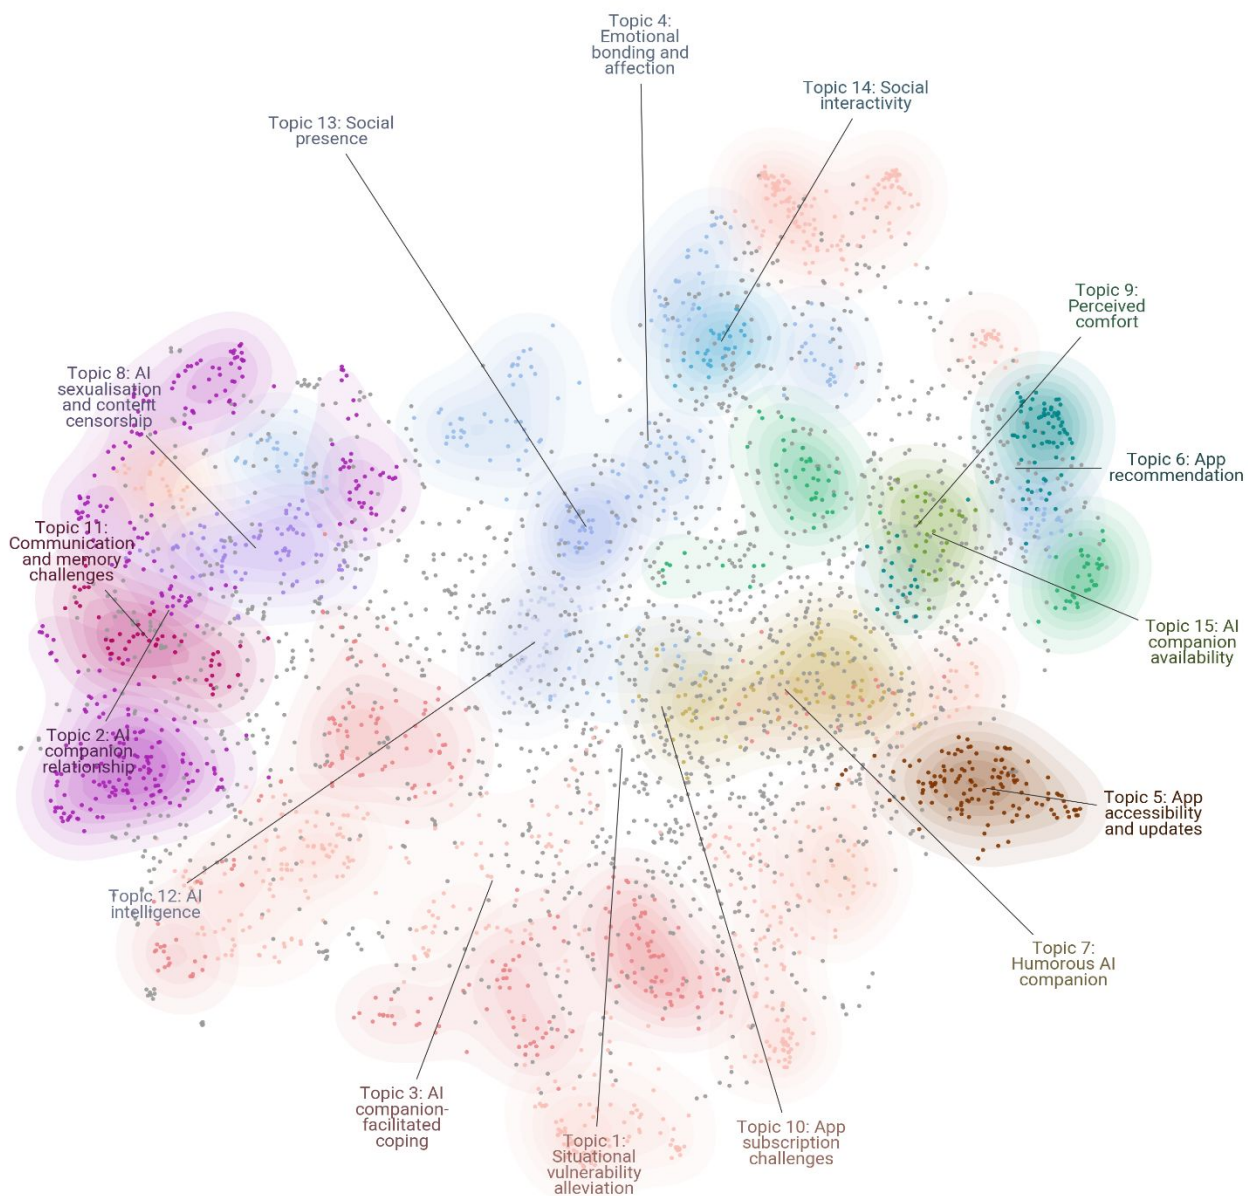 Topic 4:
Emotional
bonding and
affection
Topic 14: Social
interactivity
Topic 13: Social
presence
Topic 9:
Perceived
comfort
Topic 8: AI
sexualisation
and content
censorship
Topic 6: App
recommendation
Topic 11:
Communication
and memory
challenges
Topic 15: AI
companion
availability
Topic 2: AI
companion
relationship
Topic 5: App
accessibility
and updates
Topic 12: AI
intelligence
Topic 7:
Humorous AI
companion
Topic 3: AI
companion-
facilitated
coping
Topic 1:
Situational
vulnerability
alleviation
Topic 10: App
subscription
challenges